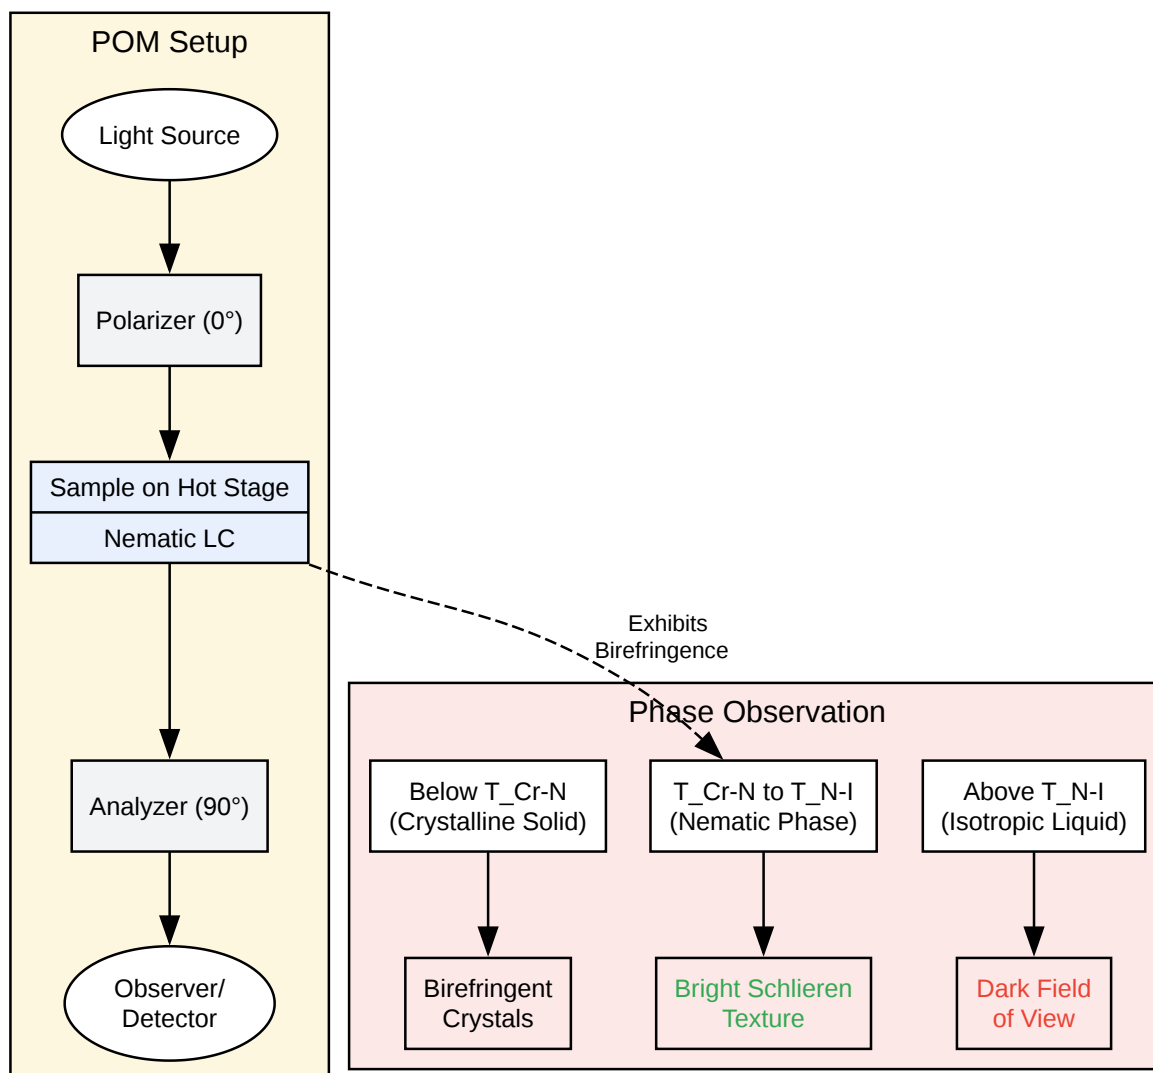 POM Setup
Light Source
Polarizer (0°)
Sample on Hot Stage
Nematic LC
Analyzer (90°)
Observer/
Detector
Exhibits
Birefringence
Phase Observation
Below T_Cr-N
(Crystalline Solid)
T_Cr-N to T_N-I
(Nematic Phase)
Above T_N-I
(Isotropic Liquid)
Birefringent
Crystals
Bright Schlieren
Texture
Dark Field
of View